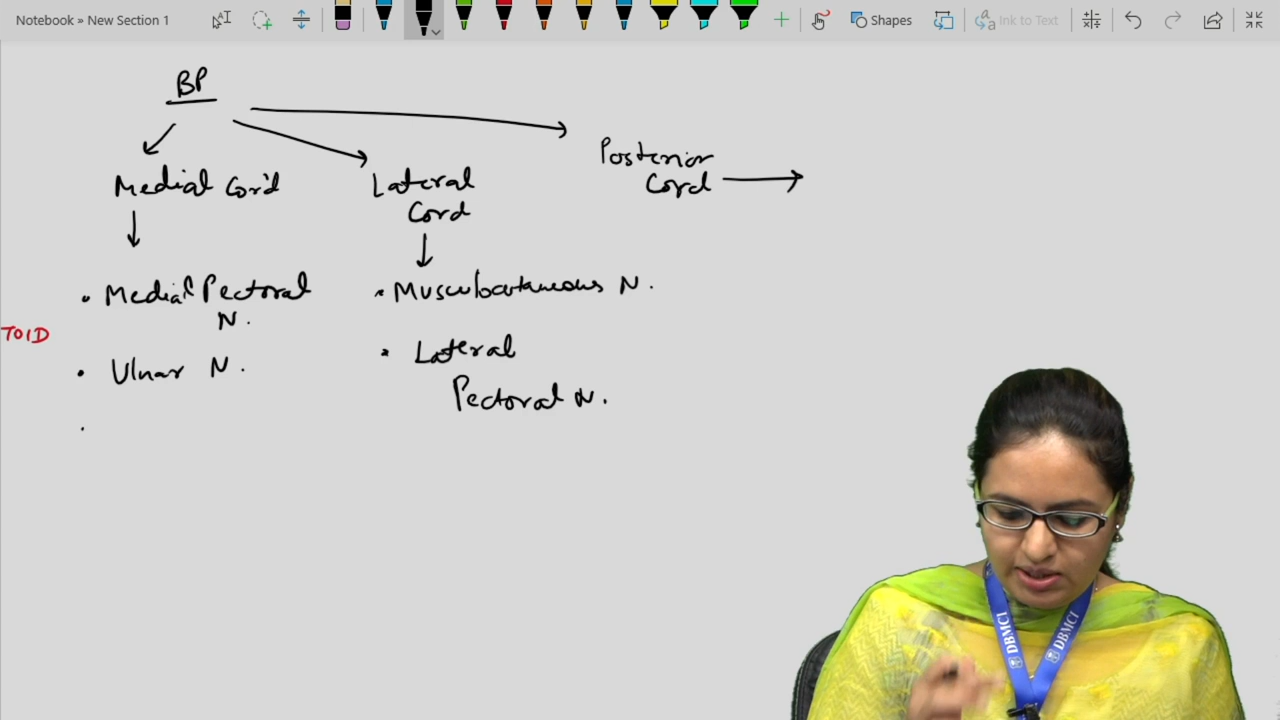 Notebook » New Section 1
Shapes
Ink to Text
BP
Medial Cord
Lateral
Cord
Posterior
Cord
• Medial Pectoral
N.
• Musculocutaneous N.
TOID
• Ulnar N.
• Lateral
Pectoral N.
DBMCI
DBMCI